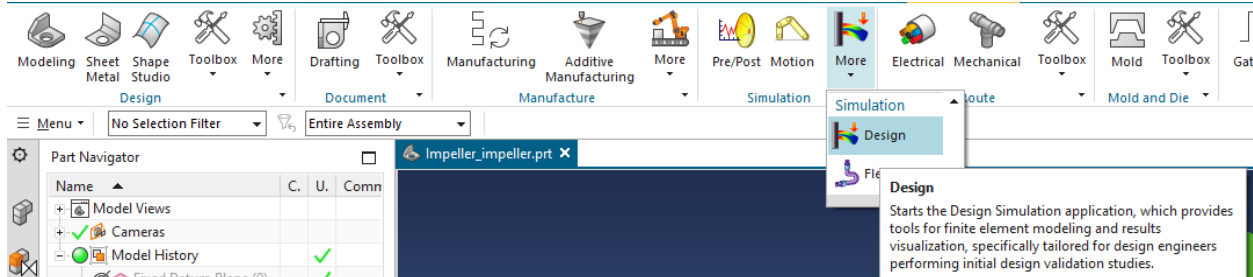 Modeling Sheet Metal Shape Studio Toolbox More Drafting Toolbox Manufacturing Additive Manufacturing More Pre/Post Motion More Electrical Mechanical Toolbox Mold Toolbox
Design Document Manufacture Simulation Mold and Die
Menu No Selection Filter Entire Assembly
Simulation
Design
Part Navigator
Impeller_impeller.prt
Name C. U.
Model Views
Cameras
Model History
Design
Starts the Design Simulation application, which provides
tools for finite element modeling and results
visualization, specifically tailored for design engineers
performing initial design validation studies.